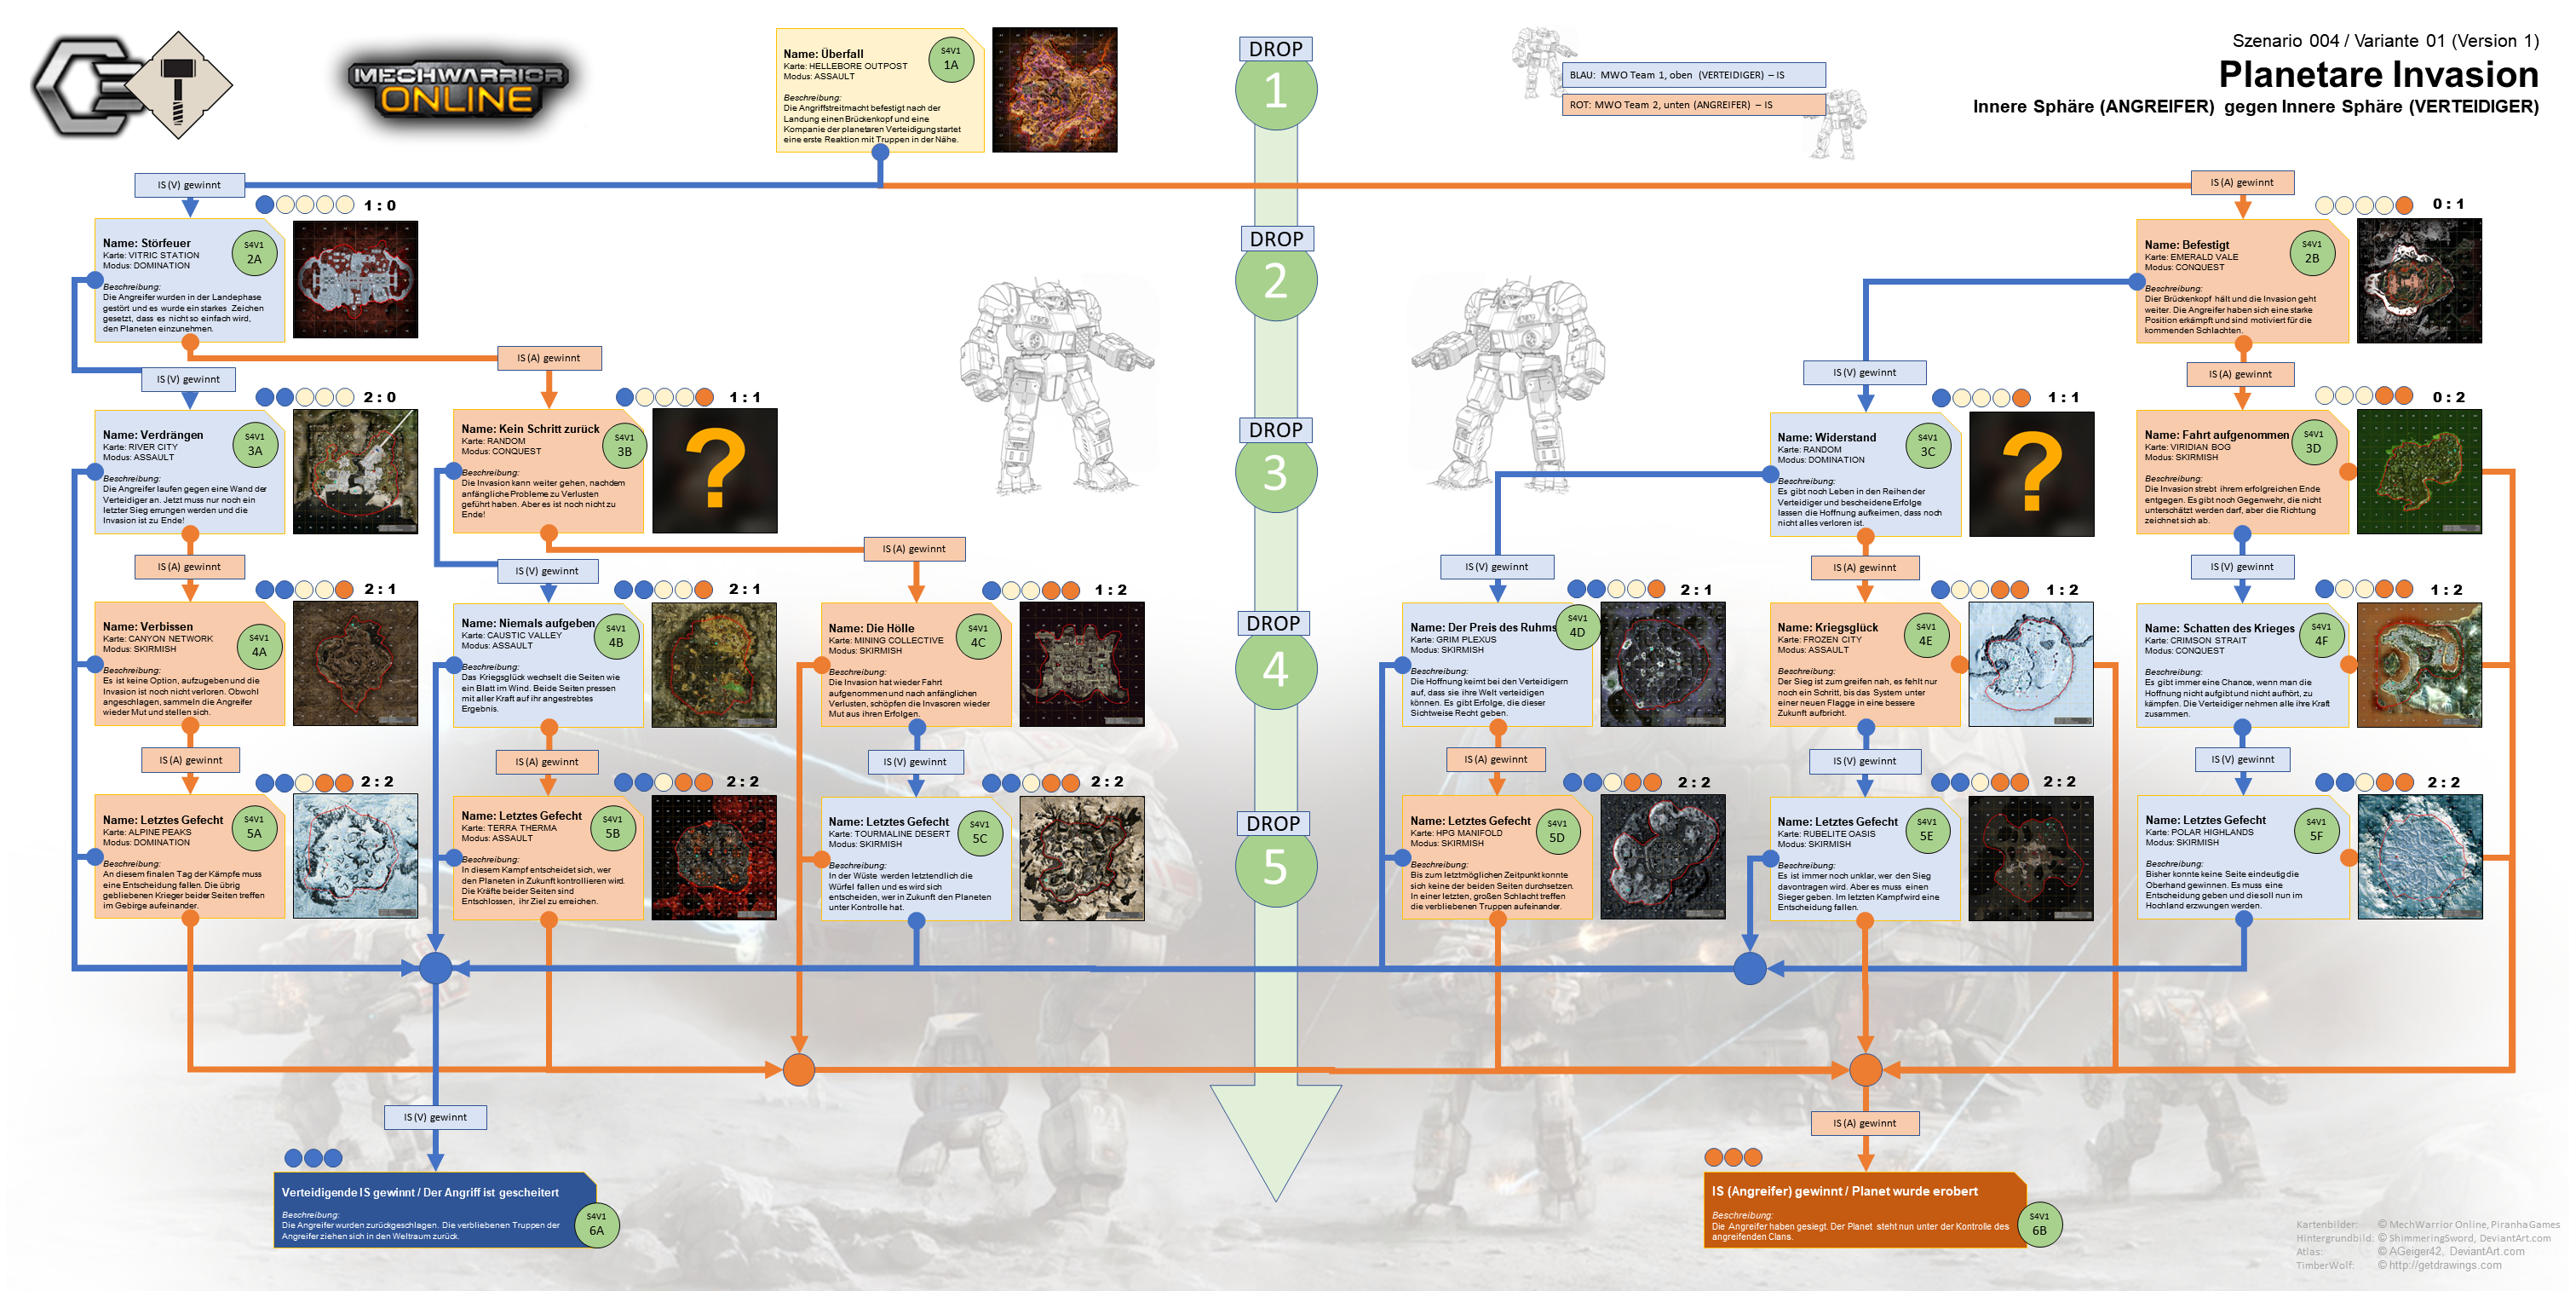 MECHWARRIOR
ONLINE
Name: Überfall
Karte: HELLEBORE OUTPOST
Modus: ASSAULT
S4V1
1A
Beschreibung:
Die Angriffstreitmacht befestigt nach der
Landung einen Brückenkopf und eine
Kompanie der planetaren Verteidigung startet
eine erste Reaktion mit Truppen in der Nähe.
DROP
1
BLAU: MWO Team 1, oben (VERTEIDIGER) – IS
ROT: MWO Team 2, unten (ANGREIFER) – IS
Szenario 004 / Variante 01 (Version 1)
Planetare Invasion
Innere Sphäre (ANGREIFER) gegen Innere Sphäre (VERTEIDIGER)
IS (V) gewinnt
IS (A) gewinnt
1 : 0
Name: Störfeuer
Karte: VITRIC STATION
Modus: DOMINATION
S4V1
2A
Beschreibung:
Die Angreifer wurden in der Landephase
gestört und es wurde ein starkes Zeichen
gesetzt, dass es nicht so einfach wird,
den Planeten einzunehmen.
DROP
2
0 : 1
Name: Befestigt
Karte: EMERALD VALE
Modus: CONQUEST
S4V1
2B
Beschreibung:
Dier Brückenkopf hält und die Invasion geht
weiter. Die Angreifer haben sich eine starke
Position erkämpft und sind motiviert für die
kommenden Schlachten.
IS (V) gewinnt
IS (A) gewinnt
IS (V) gewinnt
IS (A) gewinnt
2 : 0
Name: Verdrängen
Karte: RIVER CITY
Modus: ASSAULT
S4V1
3A
Beschreibung:
Die Angreifer laufen gegen eine Wand der
Verteidiger an. Jetzt muss nur noch ein
letzter Sieg errungen werden und die
Invasion ist zu Ende!
1 : 1
Name: Kein Schritt zurück
Karte: RANDOM
Modus: CONQUEST
S4V1
3B
Beschreibung:
Die Invasion kann weiter gehen, nachdem
anfängliche Probleme zu Verlusten
geführt haben. Aber es ist noch nicht zu
Ende!
?
DROP
3
1 : 1
Name: Widerstand
Karte: RANDOM
Modus: DOMINATION
S4V1
3C
Beschreibung:
Es gibt noch Leben in den Reihen der
Verteidiger und bescheidene Erfolge
lassen die Hoffnung aufkeimen, dass noch
nicht alles verloren ist.
?
0 : 2
Name: Fahrt aufgenommen
Karte: VIRIDIAN BOG
Modus: SKIRMISH
S4V1
3D
Beschreibung:
Die Invasion strebt ihrem erfolgreichen Ende
entgegen. Es gibt noch Gegenwehr, die nicht
unterschätzt werden darf, aber die Richtung
zeichnet sich ab.
IS (A) gewinnt
IS (V) gewinnt
IS (A) gewinnt
IS (V) gewinnt
IS (A) gewinnt
IS (V) gewinnt
2 : 1
Name: Verbissen
Karte: CANYON NETWORK
Modus: SKIRMISH
S4V1
4A
Beschreibung:
Es ist keine Option, aufzugeben und die
Invasion ist noch nicht verloren. Obwohl
angeschlagen, sammeln die Angreifer
wieder Mut und stellen sich.
2 : 1
Name: Niemals aufgeben
Karte: CAUSTIC VALLEY
Modus: ASSAULT
S4V1
4B
Beschreibung:
Das Kriegsglück wechselt die Seiten wie
ein Blatt im Wind. Beide Seiten pressen
mit aller Kraft auf ihr angestrebtes
Ergebnis.
1 : 2
Name: Die Hölle
Karte: MINING COLLECTIVE
Modus: SKIRMISH
S4V1
4C
Beschreibung:
Die Invasion hat wieder Fahrt
aufgenommen und nach anfänglichen
Verlusten, schöpfen die Invasoren wieder
Mut aus ihren Erfolgen.
DROP
4
2 : 1
Name: Der Preis des Ruhms
Karte: GRIM PLEXUS
Modus: SKIRMISH
S4V1
4D
Beschreibung:
Die Hoffnung keimt bei den Verteidigern
auf, dass sie ihre Welt verteidigen
können. Es gibt Erfolge, die dieser
Sichtweise Recht geben.
1 : 2
Name: Kriegsglück
Karte: FROZEN CITY
Modus: ASSAULT
S4V1
4E
Beschreibung:
Der Sieg ist zum greifen nah, es fehlt nur
noch ein Schritt, bis das System unter
einer neuen Flagge in eine bessere
Zukunft aufbricht.
1 : 2
Name: Schatten des Krieges
Karte: CRIMSON STRAIT
Modus: CONQUEST
S4V1
4F
Beschreibung:
Es gibt immer eine Chance, wenn man die
Hoffnung nicht aufgibt und nicht aufhört, zu
kämpfen. Die Verteidiger nehmen alle ihre Kraft
zusammen.
IS (A) gewinnt
IS (A) gewinnt
IS (V) gewinnt
IS (A) gewinnt
IS (V) gewinnt
IS (V) gewinnt
2 : 2
Name: Letztes Gefecht
Karte: ALPINE PEAKS
Modus: DOMINATION
S4V1
5A
Beschreibung:
An diesem finalen Tag der Kämpfe muss
eine Entscheidung fallen. Die übrig
gebliebenen Krieger beider Seiten treffen
im Gebirge aufeinander.
2 : 2
Name: Letztes Gefecht
Karte: TERRA THERMA
Modus: ASSAULT
S4V1
5B
Beschreibung:
In diesem Kampf entscheidet sich, wer
den Planeten in Zukunft kontrollieren wird.
Die Kräfte beider Seiten sind
Entschlossen, ihr Ziel zu erreichen.
2 : 2
Name: Letztes Gefecht
Karte: TOURMALINE DESERT
Modus: SKIRMISH
S4V1
5C
Beschreibung:
In der Wüste werden letztendlich die
Würfel fallen und es wird sich
entscheiden, wer in Zukunft den Planeten
unter Kontrolle hat.
DROP
5
2 : 2
Name: Letztes Gefecht
Karte: HPG MANIFOLD
Modus: SKIRMISH
S4V1
5D
Beschreibung:
Bis zum letztmöglichen Zeitpunkt konnte
sich keine der beiden Seiten durchsetzen.
In einer letzten, großen Schlacht treffen
die verbliebenen Truppen aufeinander.
2 : 2
Name: Letztes Gefecht
Karte: RUBELITE OASIS
Modus: SKIRMISH
S4V1
5E
Beschreibung:
Es ist immer noch unklar, wer den Sieg
davontragen wird. Aber es muss einen
Sieger geben. Im letzten Kampf wird eine
Entscheidung fallen.
2 : 2
Name: Letztes Gefecht
Karte: POLAR HIGHLANDS
Modus: SKIRMISH
S4V1
5F
Beschreibung:
Bisher konnte keine Seite eindeutig die
Oberhand gewinnen. Es muss eine
Entscheidung geben und die soll nun im
Hochland erzwungen werden.
IS (V) gewinnt
IS (A) gewinnt
Verteidigende IS gewinnt / Der Angriff ist gescheitert
Beschreibung:
Die Angreifer wurden zurückgeschlagen. Die verbliebenen Truppen der
Angreifer ziehen sich in den Weltraum zurück.
S4V1
6A
IS (Angreifer) gewinnt / Planet wurde erobert
Beschreibung:
Die Angreifer haben gesiegt. Der Planet steht nun unter der Kontrolle des
angreifenden Clans.
S4V1
6B
Kartenbilder: © MechWarrior Online, PiranhaGames
Hintergrundbild: © ShimmeringSword, DeviantArt.com
Atlas: © AGeiger42, DeviantArt.com
TimberWolf: © http://getdrawings.com